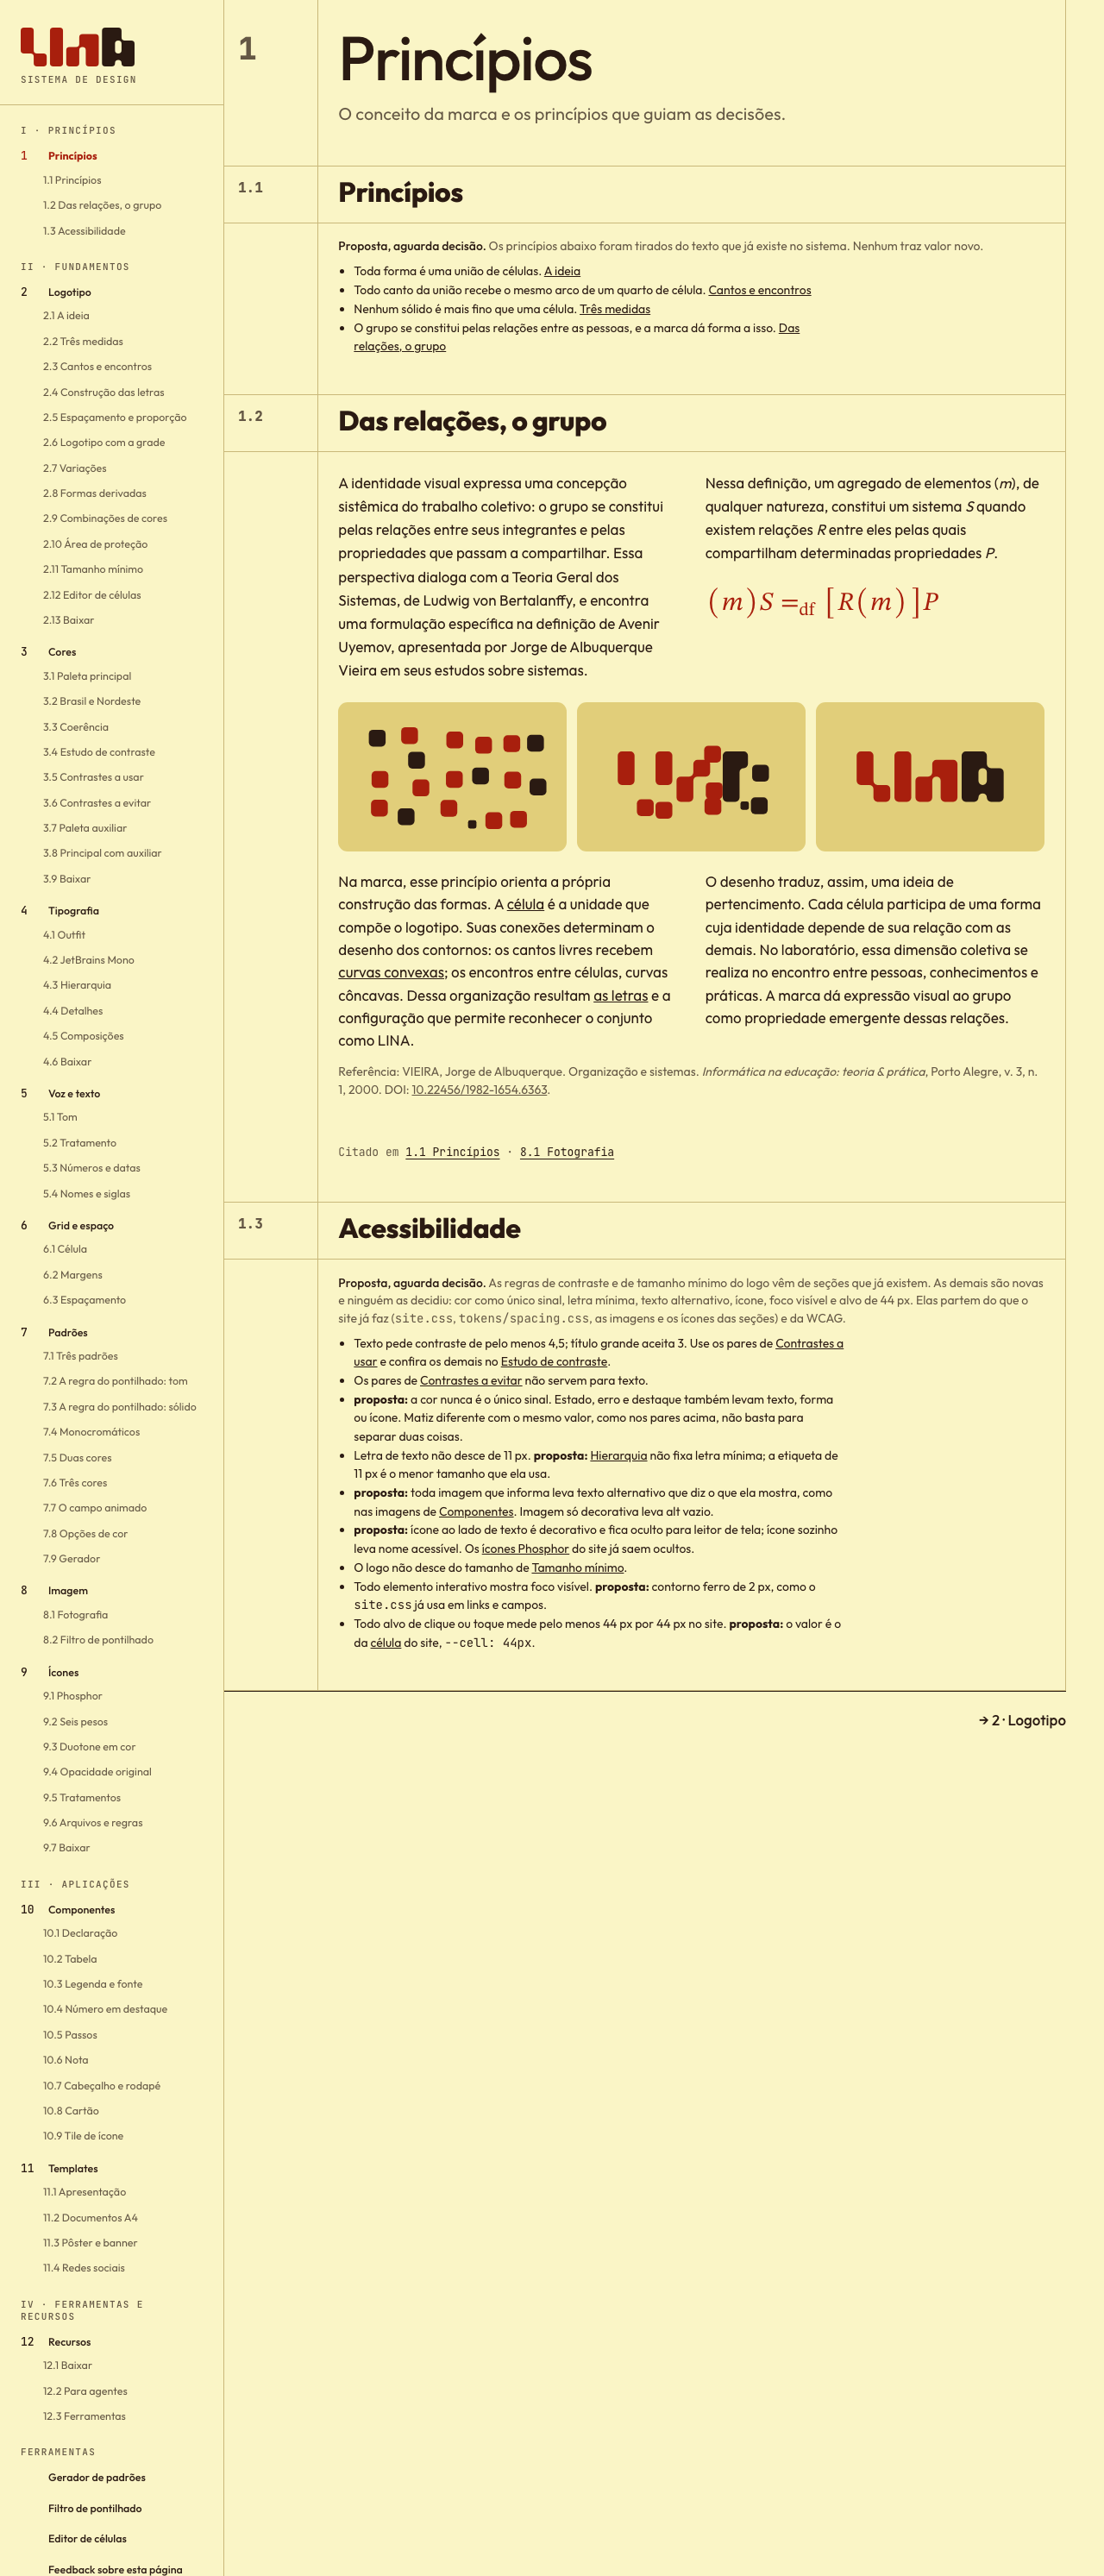 LINA
SISTEMA DE DESIGN
I · PRINCÍPIOS
1 Princípios
1.1 Princípios
1.2 Das relações, o grupo
1.3 Acessibilidade
II · FUNDAMENTOS
2 Logotipo
2.1 A ideia
2.2 Três medidas
2.3 Cantos e encontros
2.4 Construção das letras
2.5 Espaçamento e proporção
2.6 Logotipo com a grade
2.7 Variações
2.8 Formas derivadas
2.9 Combinações de cores
2.10 Área de proteção
2.11 Tamanho mínimo
2.12 Editor de células
2.13 Baixar
3 Cores
3.1 Paleta principal
3.2 Brasil e Nordeste
3.3 Coerência
3.4 Estudo de contraste
3.5 Contrastes a usar
3.6 Contrastes a evitar
3.7 Paleta auxiliar
3.8 Principal com auxiliar
3.9 Baixar
4 Tipografia
4.1 Outfit
4.2 JetBrains Mono
4.3 Hierarquia
4.4 Detalhes
4.5 Composições
4.6 Baixar
5 Voz e texto
5.1 Tom
5.2 Tratamento
5.3 Números e datas
5.4 Nomes e siglas
6 Grid e espaço
6.1 Célula
6.2 Margens
6.3 Espaçamento
7 Padrões
7.1 Três padrões
7.2 A regra do pontilhado: tom
7.3 A regra do pontilhado: sólido
7.4 Monocromáticos
7.5 Duas cores
7.6 Três cores
7.7 O campo animado
7.8 Opções de cor
7.9 Gerador
8 Imagem
8.1 Fotografia
8.2 Filtro de pontilhado
9 Ícones
9.1 Phosphor
9.2 Seis pesos
9.3 Duotone em cor
9.4 Opacidade original
9.5 Tratamentos
9.6 Arquivos e regras
9.7 Baixar
III · APLICAÇÕES
10 Componentes
10.1 Declaração
10.2 Tabela
10.3 Legenda e fonte
10.4 Número em destaque
10.5 Passos
10.6 Nota
10.7 Cabeçalho e rodapé
10.8 Cartão
10.9 Tile de ícone
11 Templates
11.1 Apresentação
11.2 Documentos A4
11.3 Pôster e banner
11.4 Redes sociais
IV · FERRAMENTAS E
RECURSOS
12 Recursos
12.1 Baixar
12.2 Para agentes
12.3 Ferramentas
FERRAMENTAS
Gerador de padrões
Filtro de pontilhado
Editor de células
Feedback sobre esta página
1 Princípios
O conceito da marca e os princípios que guiam as decisões.
1.1 Princípios
Proposta, aguarda decisão. Os princípios abaixo foram tirados do texto que já existe no sistema. Nenhum traz valor novo.
• Toda forma é uma união de células. A ideia
• Todo canto da união recebe o mesmo arco de um quarto de célula. Cantos e encontros
• Nenhum sólido é mais fino que uma célula. Três medidas
• O grupo se constitui pelas relações entre as pessoas, e a marca dá forma a isso. Das
relações, o grupo
1.2 Das relações, o grupo
A identidade visual expressa uma concepção
sistêmica do trabalho coletivo: o grupo se constitui
pelas relações entre seus integrantes e pelas
propriedades que passam a compartilhar. Essa
perspectiva dialoga com a Teoria Geral dos
Sistemas, de Ludwig von Bertalanffy, e encontra
uma formulação específica na definição de Avenir
Uyemov, apresentada por Jorge de Albuquerque
Vieira em seus estudos sobre sistemas.
Nessa definição, um agregado de elementos (m), de
qualquer natureza, constitui um sistema S quando
existem relações R entre eles pelas quais
compartilham determinadas propriedades P.
(m)S =df [R(m)]P
LINA
Na marca, esse princípio orienta a própria
construção das formas. A célula é a unidade que
compõe o logotipo. Suas conexões determinam o
desenho dos contornos: os cantos livres recebem
curvas convexas; os encontros entre células, curvas
côncavas. Dessa organização resultam as letras e a
configuração que permite reconhecer o conjunto
como LINA.
O desenho traduz, assim, uma ideia de
pertencimento. Cada célula participa de uma forma
cuja identidade depende de sua relação com as
demais. No laboratório, essa dimensão coletiva se
realiza no encontro entre pessoas, conhecimentos e
práticas. A marca dá expressão visual ao grupo
como propriedade emergente dessas relações.
Referência: VIEIRA, Jorge de Albuquerque. Organização e sistemas. Informática na educação: teoria & prática, Porto Alegre, v. 3, n.
1, 2000. DOI: 10.22456/1982-1654.6363.
Citado em 1.1 Princípios · 8.1 Fotografia
1.3 Acessibilidade
Proposta, aguarda decisão. As regras de contraste e de tamanho mínimo do logo vêm de seções que já existem. As demais são novas
e ninguém as decidiu: cor como único sinal, letra mínima, texto alternativo, ícone, foco visível e alvo de 44 px. Elas partem do que o
site já faz (site.css, tokens/spacing.css, as imagens e os ícones das seções) e da WCAG.
• Texto pede contraste de pelo menos 4,5; título grande aceita 3. Use os pares de Contrastes a
usar e confira os demais no Estudo de contraste.
• Os pares de Contrastes a evitar não servem para texto.
• proposta: a cor nunca é o único sinal. Estado, erro e destaque também levam texto, forma
ou ícone. Matiz diferente com o mesmo valor, como nos pares acima, não basta para
separar duas coisas.
• Letra de texto não desce de 11 px. proposta: Hierarquia não fixa letra mínima; a etiqueta de
11 px é o menor tamanho que ela usa.
• proposta: toda imagem que informa leva texto alternativo que diz o que ela mostra, como
nas imagens de Componentes. Imagem só decorativa leva alt vazio.
• proposta: ícone ao lado de texto é decorativo e fica oculto para leitor de tela; ícone sozinho
leva nome acessível. Os ícones Phosphor do site já saem ocultos.
• O logo não desce do tamanho de Tamanho mínimo.
• Todo elemento interativo mostra foco visível. proposta: contorno ferro de 2 px, como o
site.css já usa em links e campos.
• Todo alvo de clique ou toque mede pelo menos 44 px por 44 px no site. proposta: o valor é o
da célula do site, --cell: 44px.
→ 2 · Logotipo